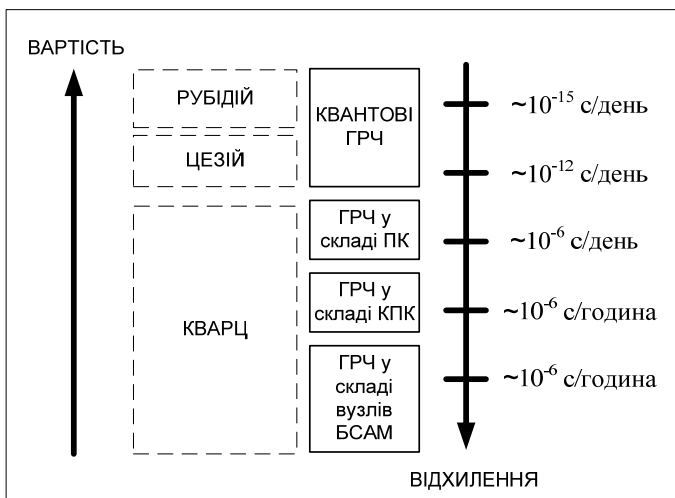 ВАРТІСТЬ
РУБІДІЙ
ЦЕЗІЙ
КВАРЦ
КВАНТОВІ
ГРЧ
ГРЧ у
складі ПК
ГРЧ у
складі КПК
ГРЧ у
складі
вузлів
БСАМ
~10⁻¹⁵ с/день
~10⁻¹² с/день
~10⁻⁶ с/день
~10⁻⁶ с/година
~10⁻⁶ с/година
ВІДХИЛЕННЯ